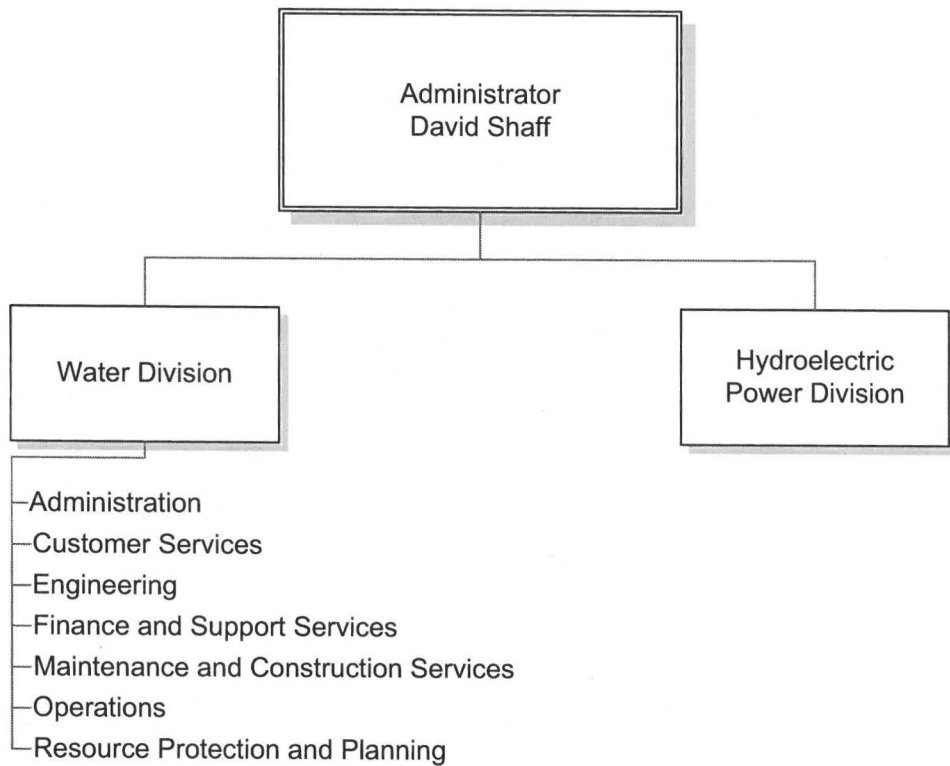 Administrator
David Shaff
Water Division
Hydroelectric
Power Division
Administration
Customer Services
Engineering
Finance and Support Services
Maintenance and Construction Services
Operations
Resource Protection and Planning